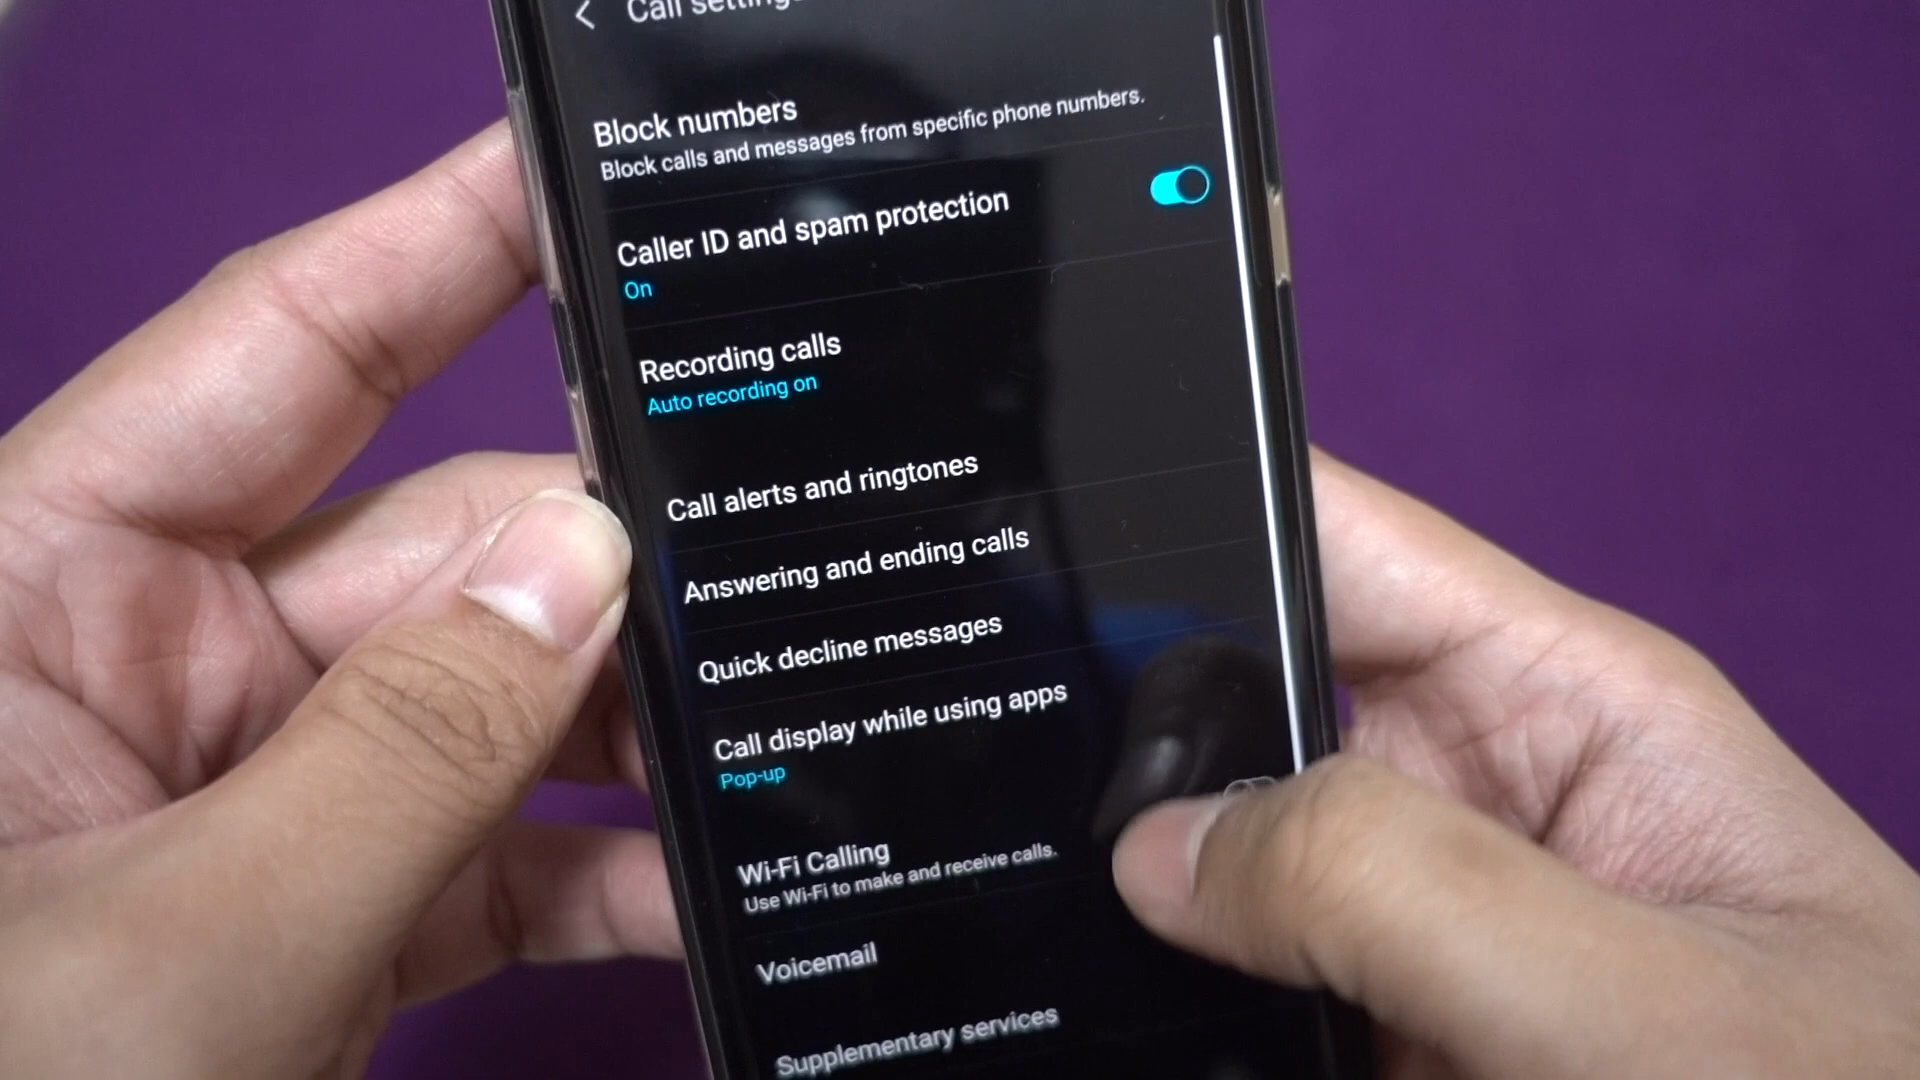 Call settings
Block numbers
Block calls and messages from specific phone numbers.
Caller ID and spam protection
On
Recording calls
Auto recording on
Call alerts and ringtones
Answering and ending calls
Quick decline messages
Call display while using apps
Pop-up
Wi-Fi Calling
Use Wi-Fi to make and receive calls.
Voicemail
Supplementary services